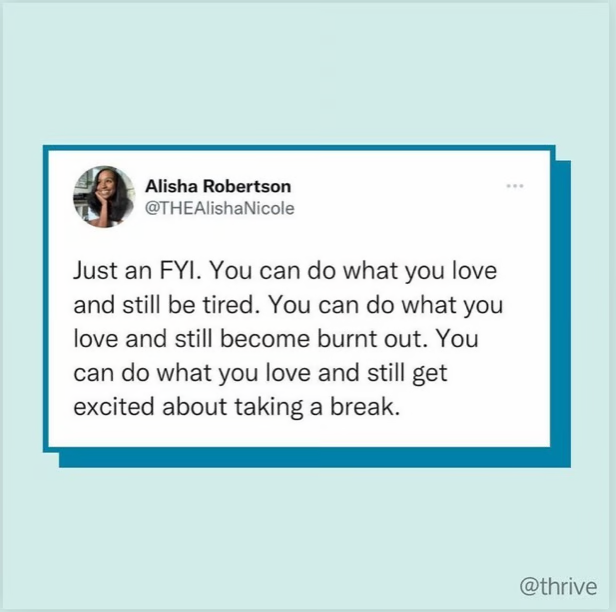 Alisha Robertson
@THEAlishaNicole
Just an FYI. You can do what you love
and still be tired. You can do what you
love and still become burnt out. You
can do what you love and still get
excited about taking a break.
@thrive